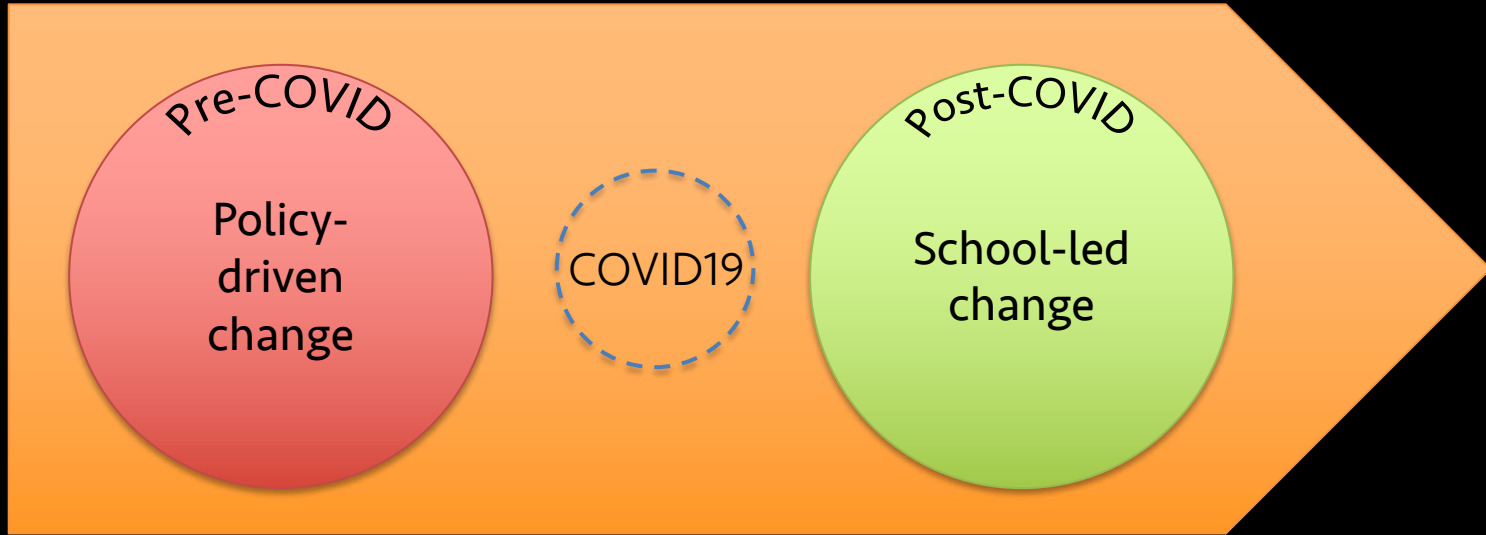 Pre-COVID
Policy-
driven
change
COVID19
Post-COVID
School-led
change